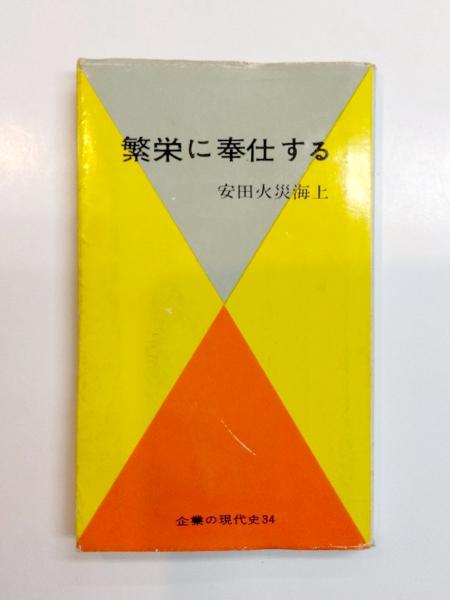 繁栄に奉仕する
安田火災海上
企業の現代史34